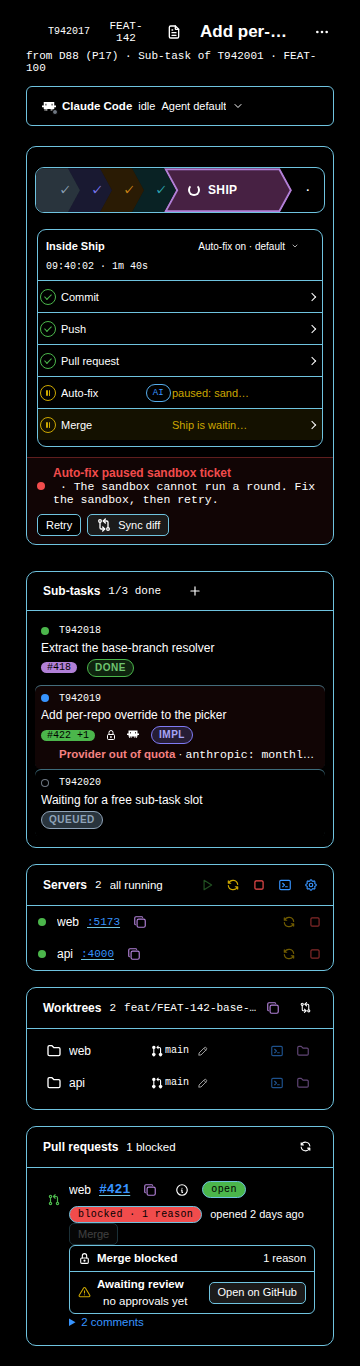 T942017 FEAT-142 Add per-…
from D88 (P17) · Sub-task of T942001 · FEAT-100
Claude Code idle Agent default
SHIP
Inside Ship Auto-fix on · default
09:40:02 · 1m 40s
Commit
Push
Pull request
Auto-fix AI paused: sand…
Merge Ship is waitin…
Auto-fix paused sandbox ticket
· The sandbox cannot run a round. Fix
the sandbox, then retry.
Retry Sync diff
Sub-tasks 1/3 done
T942018
Extract the base-branch resolver
#418 DONE
T942019
Add per-repo override to the picker
#422 +1 IMPL
Provider out of quota · anthropic: monthl…
T942020
Waiting for a free sub-task slot
QUEUED
Servers 2 all running
web :5173
api :4000
Worktrees 2 feat/FEAT-142-base-…
web main
api main
Pull requests 1 blocked
web #421 open
blocked · 1 reason opened 2 days ago
Merge
Merge blocked 1 reason
Awaiting review
no approvals yet Open on GitHub
2 comments